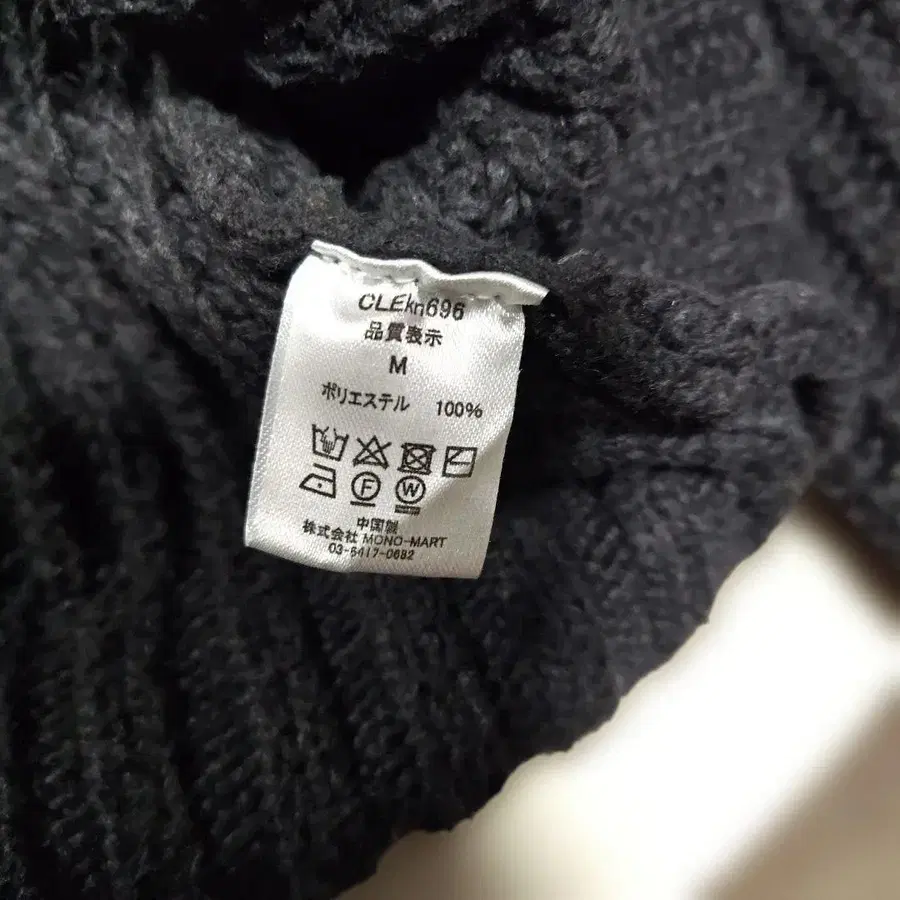 CLEkn696
品質表示
M
ポリエステル 100%
F W
中国製
株式会社 MONO-MART
03-6417-0682